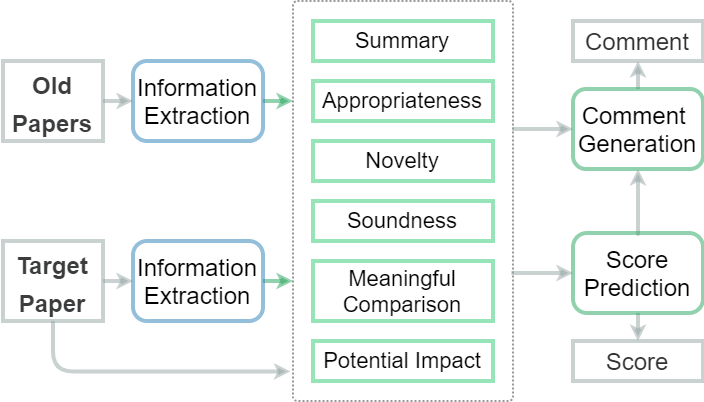 Old
Papers
Information
Extraction
Target
Paper
Information
Extraction
Summary
Appropriateness
Novelty
Soundness
Meaningful
Comparison
Potential Impact
Comment
Comment
Generation
Score
Prediction
Score